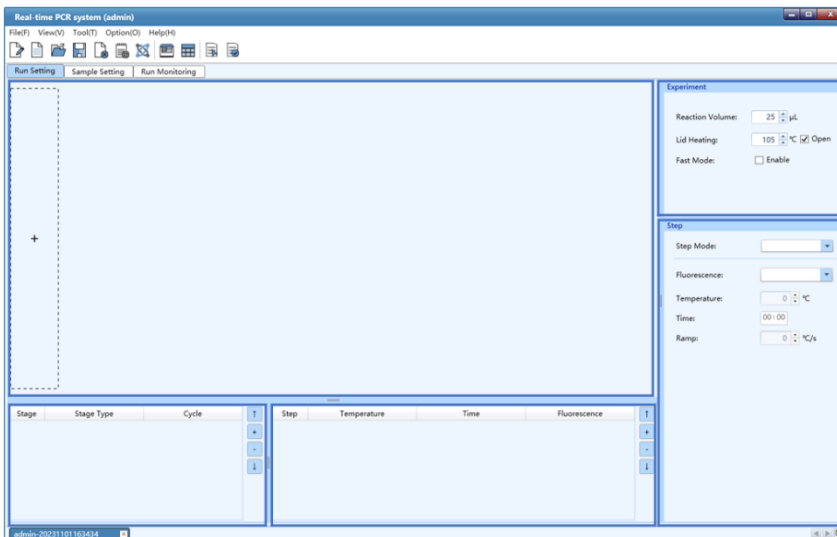 Real-time PCR system (admin)
File(F) View(V) Tool(T) Option(O) Help(H)
Run Setting Sample Setting Run Monitoring
Experiment
Reaction Volume: 25 μL
Lid Heating: 105 ℃ Open
Fast Mode: Enable
+
Step
Step Mode:
Fluorescence:
Temperature: 0 ℃
Time: 00:00
Ramp: 0 ℃/s
Stage Stage Type Cycle
Step Temperature Time Fluorescence
+
-
+
-
admin-20231101163434